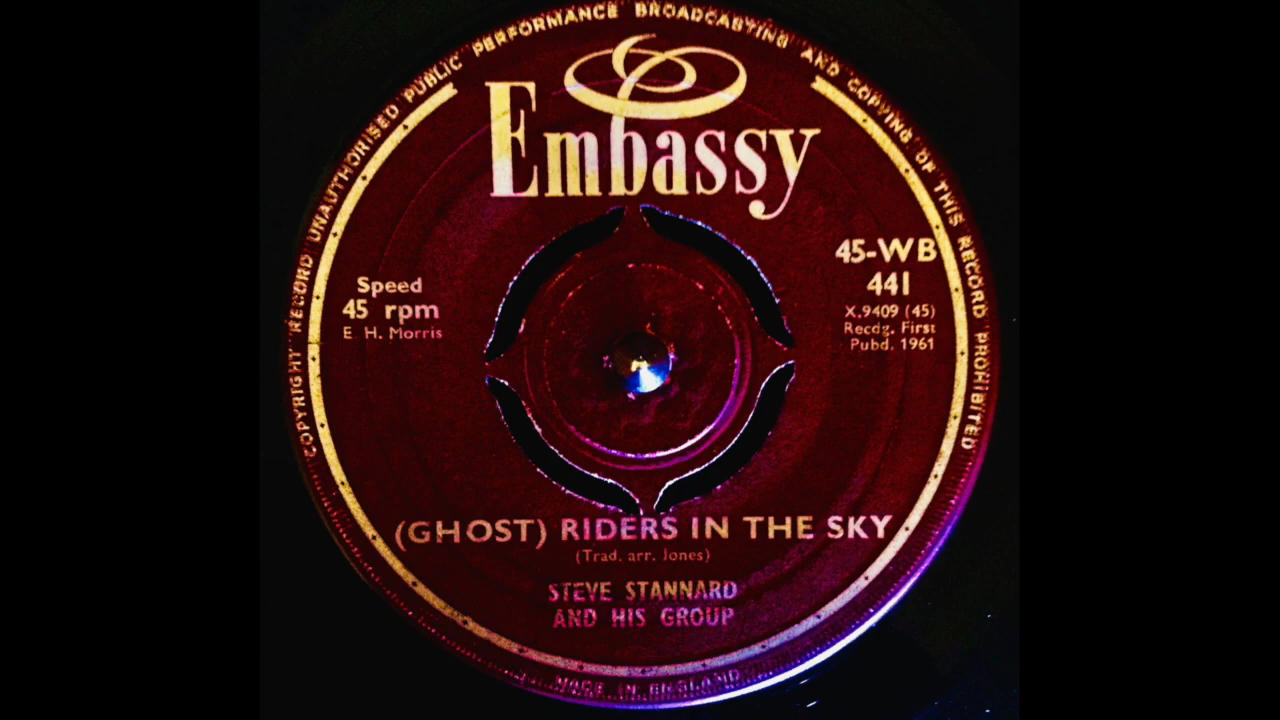 COPYRIGHT RECORD UNAUTHORISED PUBLIC PERFORMANCE BROADCASTING AND COPYING OF THIS RECORD PROHIBITED
Embassy
45-WB
441
X.9409 (45)
Recdg. First
Pubd. 1961
Speed
45 rpm
E. H. Morris
(GHOST) RIDERS IN THE SKY
(Trad. arr. Jones)
STEVE STANNARD
AND HIS GROUP
MADE IN ENGLAND